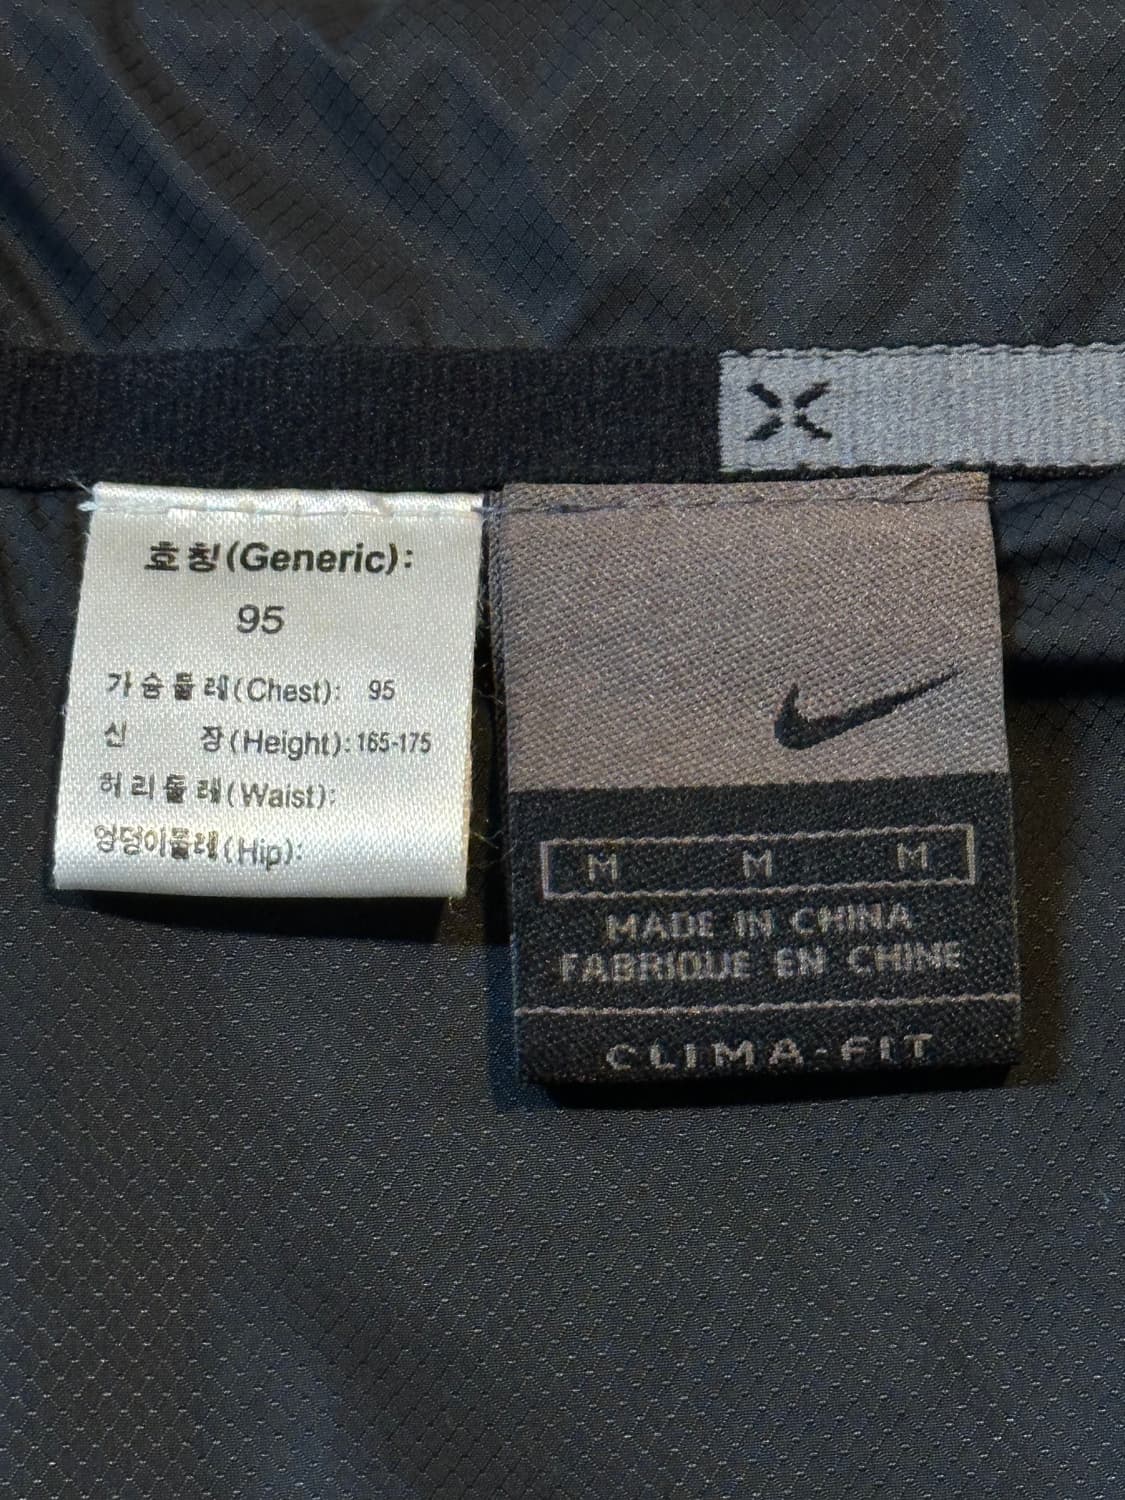 호칭(Generic):
95
가슴둘레(Chest): 95
신 장(Height): 165-175
허리둘레(Waist):
엉덩이둘레(Hip):
M M M
MADE IN CHINA
FABRIQUE EN CHINE
CLIMA-FIT